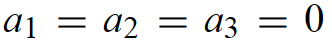 a₁ = a₂ = a₃ = 0